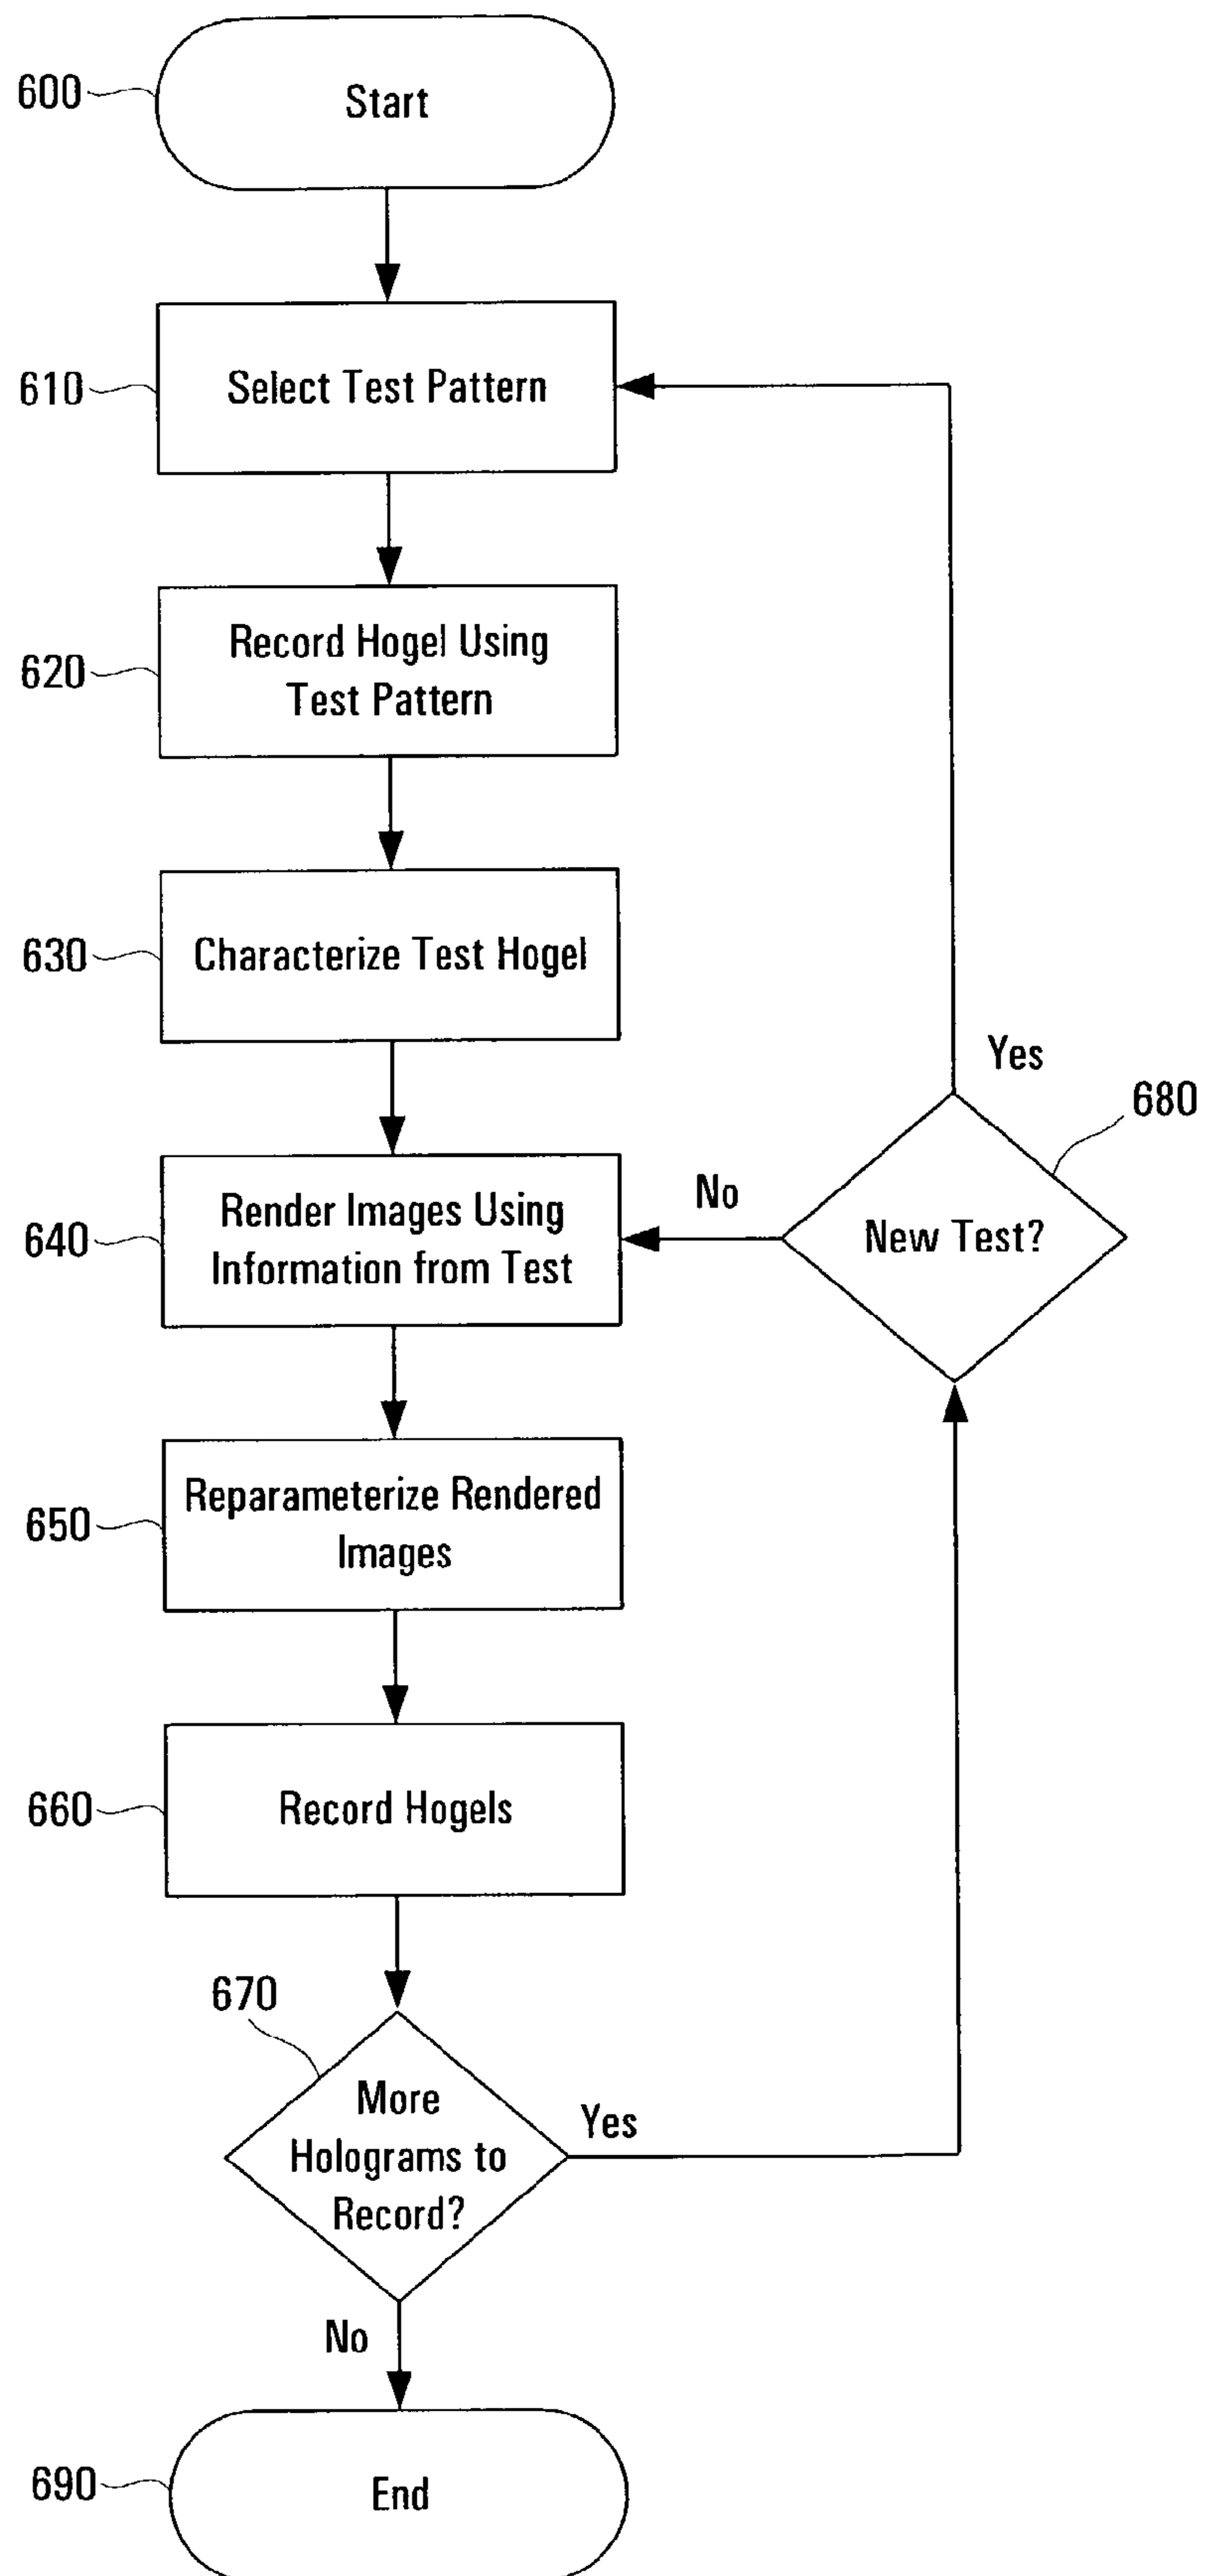 600
Start
610
Select Test Pattern
620
Record Hogel Using
Test Pattern
630
Characterize Test Hogel
Yes
680
640
Render Images Using
Information from Test
No
New Test?
650
Reparameterize Rendered
Images
660
Record Hogels
670
More
Holograms to
Record?
Yes
No
690
End